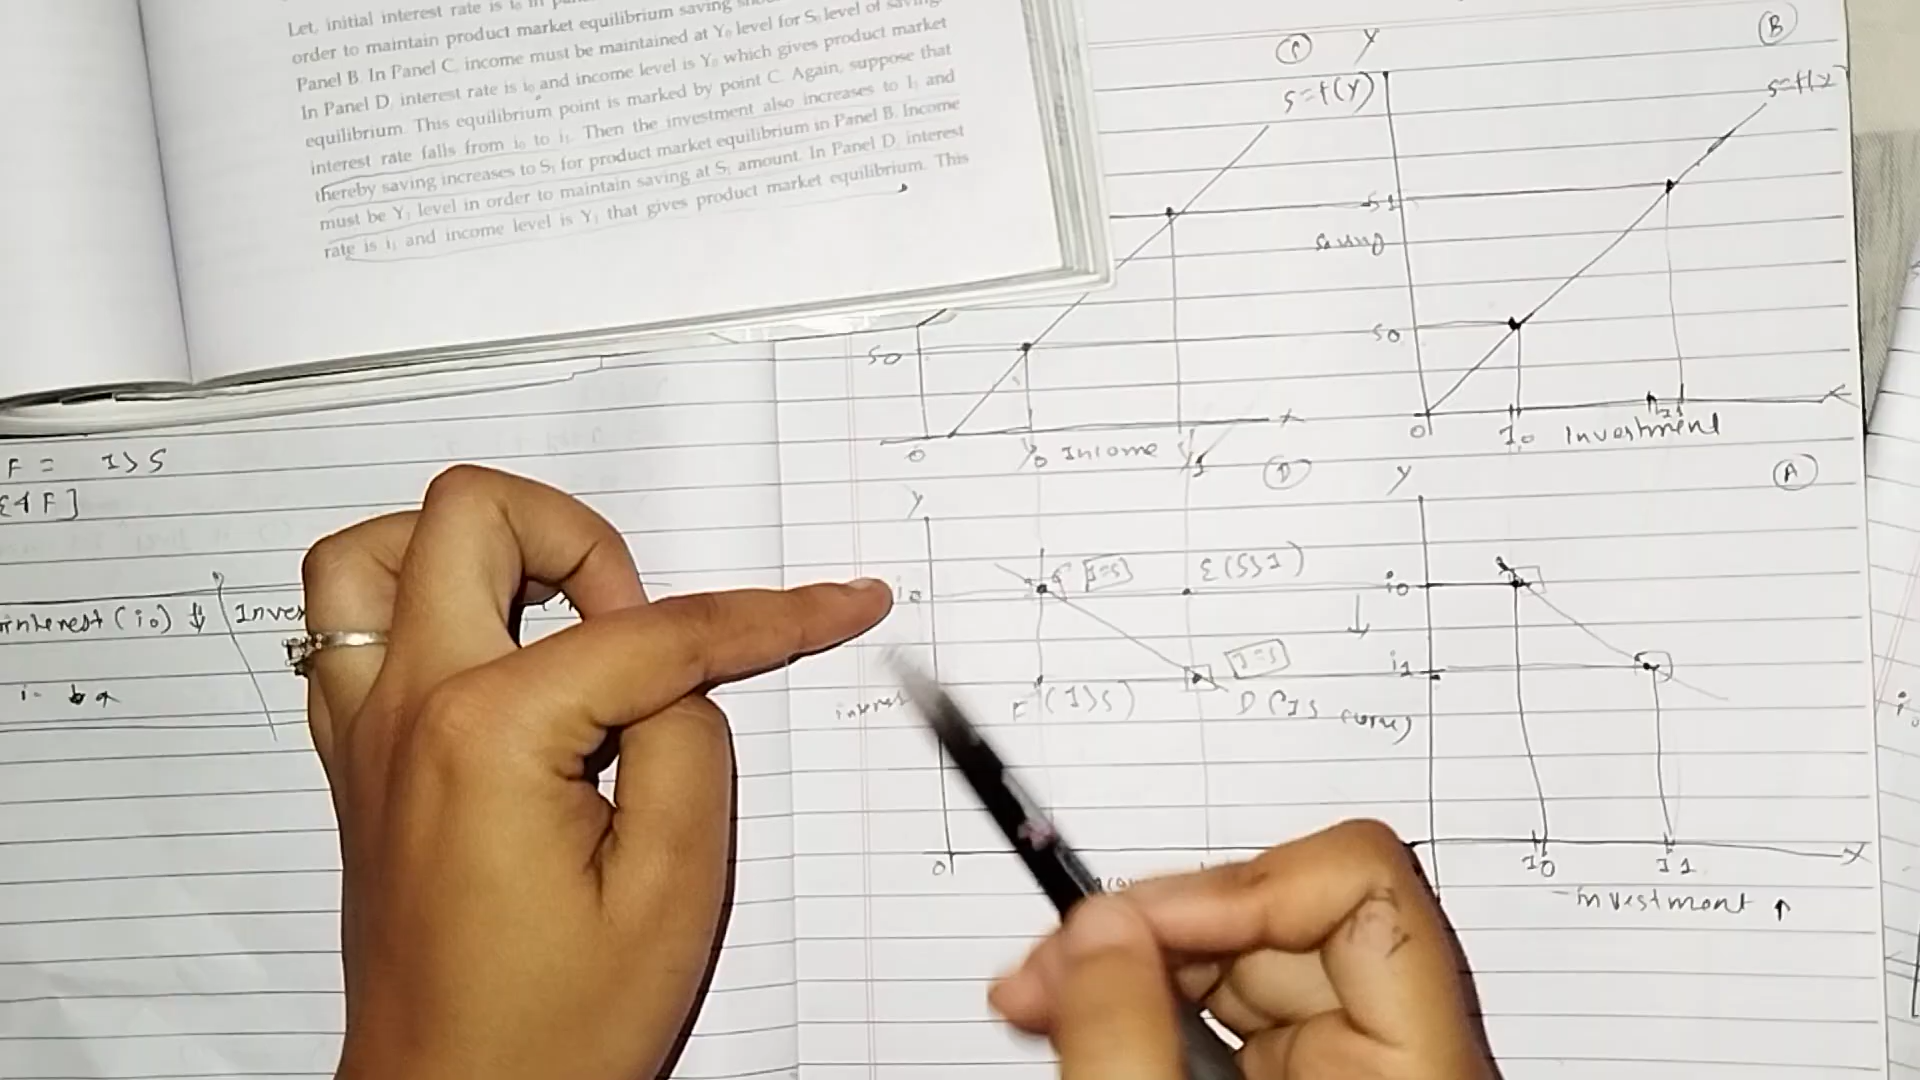 Let, initial interest rate is i₀ in
order to maintain product market equilibrium saving
Panel B. In Panel C, income must be maintained at Y₀ level for S₀ level of saving
In Panel D, interest rate is i₀ and income level is Y₀ which gives product market
equilibrium. This equilibrium point is marked by point C. Again, suppose that
interest rate falls from i₀ to i₁. Then the investment also increases to I₁ and
thereby saving increases to S₁ for product market equilibrium in Panel B. Income
must be Y₁ level in order to maintain saving at S₁ amount. In Panel D, interest
rate is i₁ and income level is Y₁ that gives product market equilibrium. This
F = I>S
[E&F]
interest (i₀) ↓ Inves
Y
S=f(Y)
S0
0
Y0 Income Y1
X
B
S1
Saving
S0
0
I0 Investment
I1
X
D
Y
i0
C [I=S]
E(S>I)
F (I>S)
[I=S]
D (IS curve)
interest
0
A
Y
i0
↓
i1
I0
I1
X
investment ↑